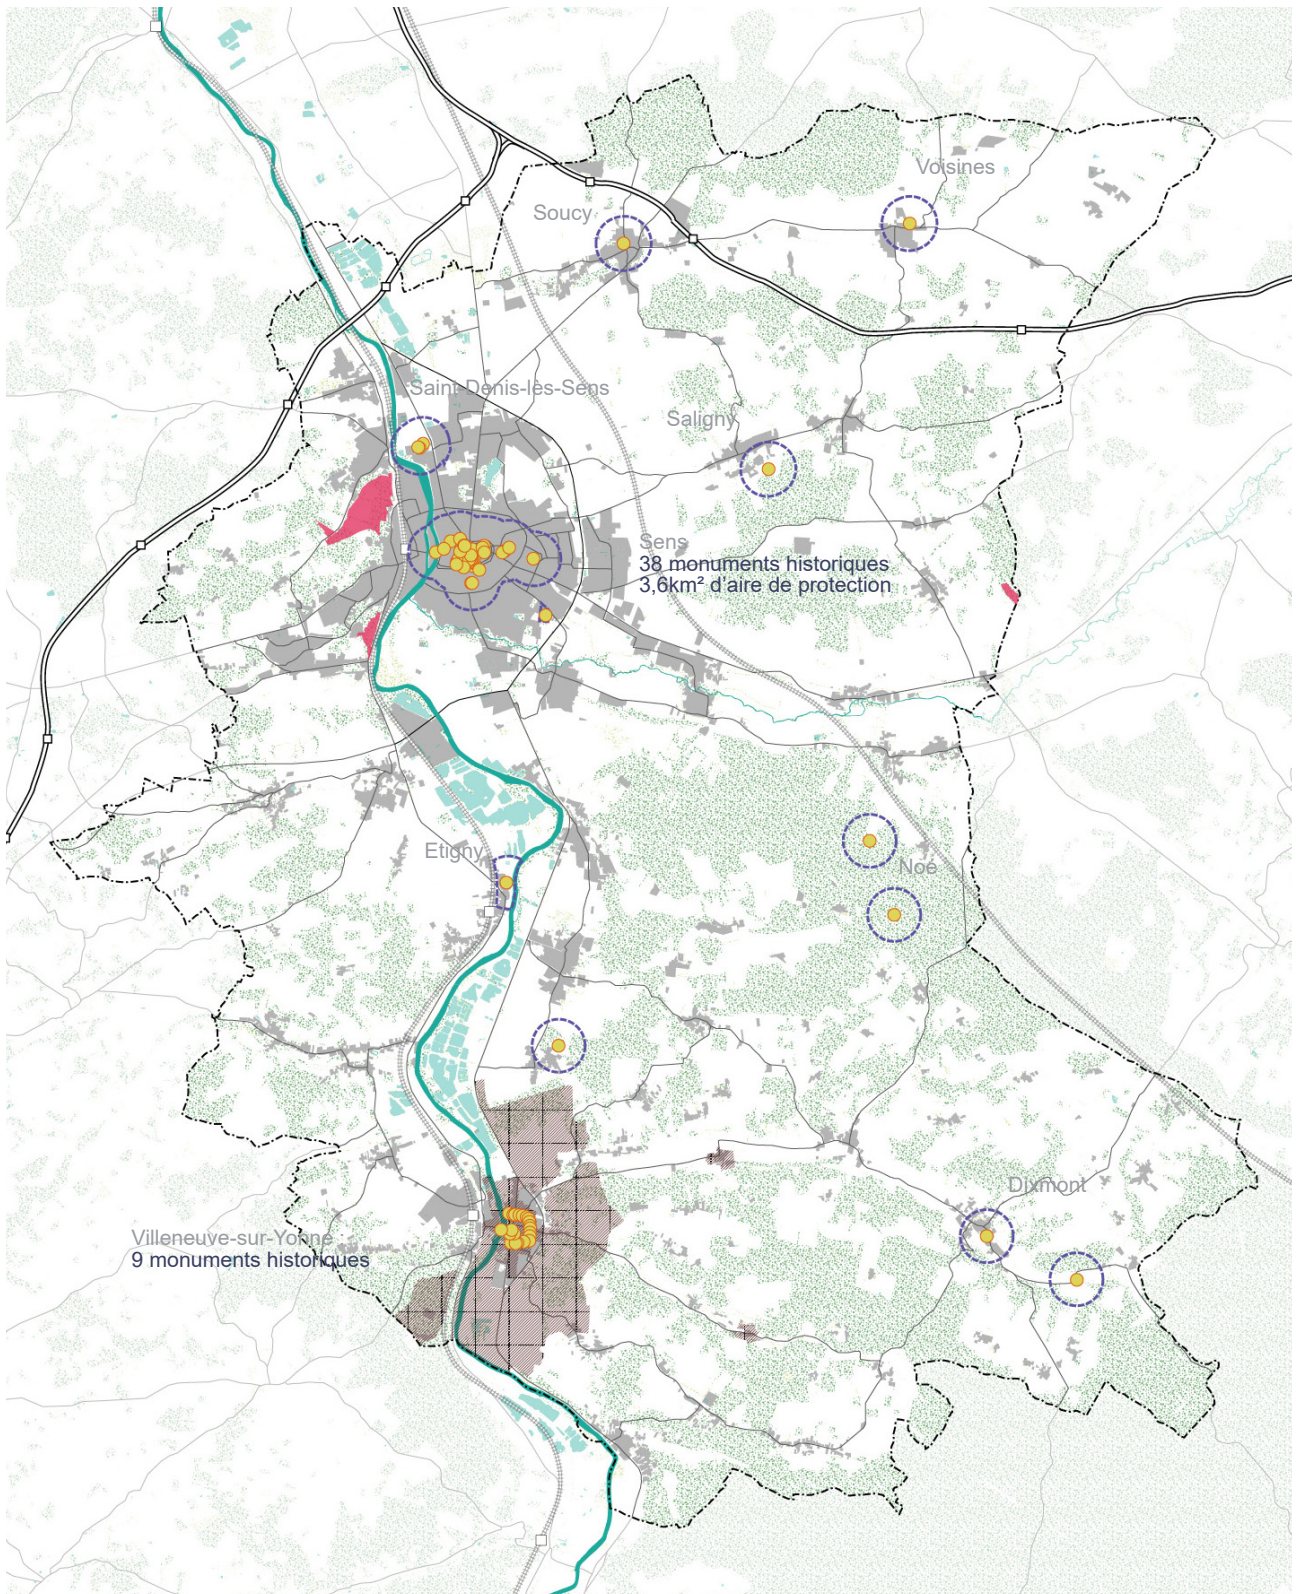 Voisines
Soucy
Saint-Denis-lès-Sens
Saligny
Sens
38 monuments historiques
3,6km² d'aire de protection
Etigny
Noé
Dixmont
Villeneuve-sur-Yonne
9 monuments historiques